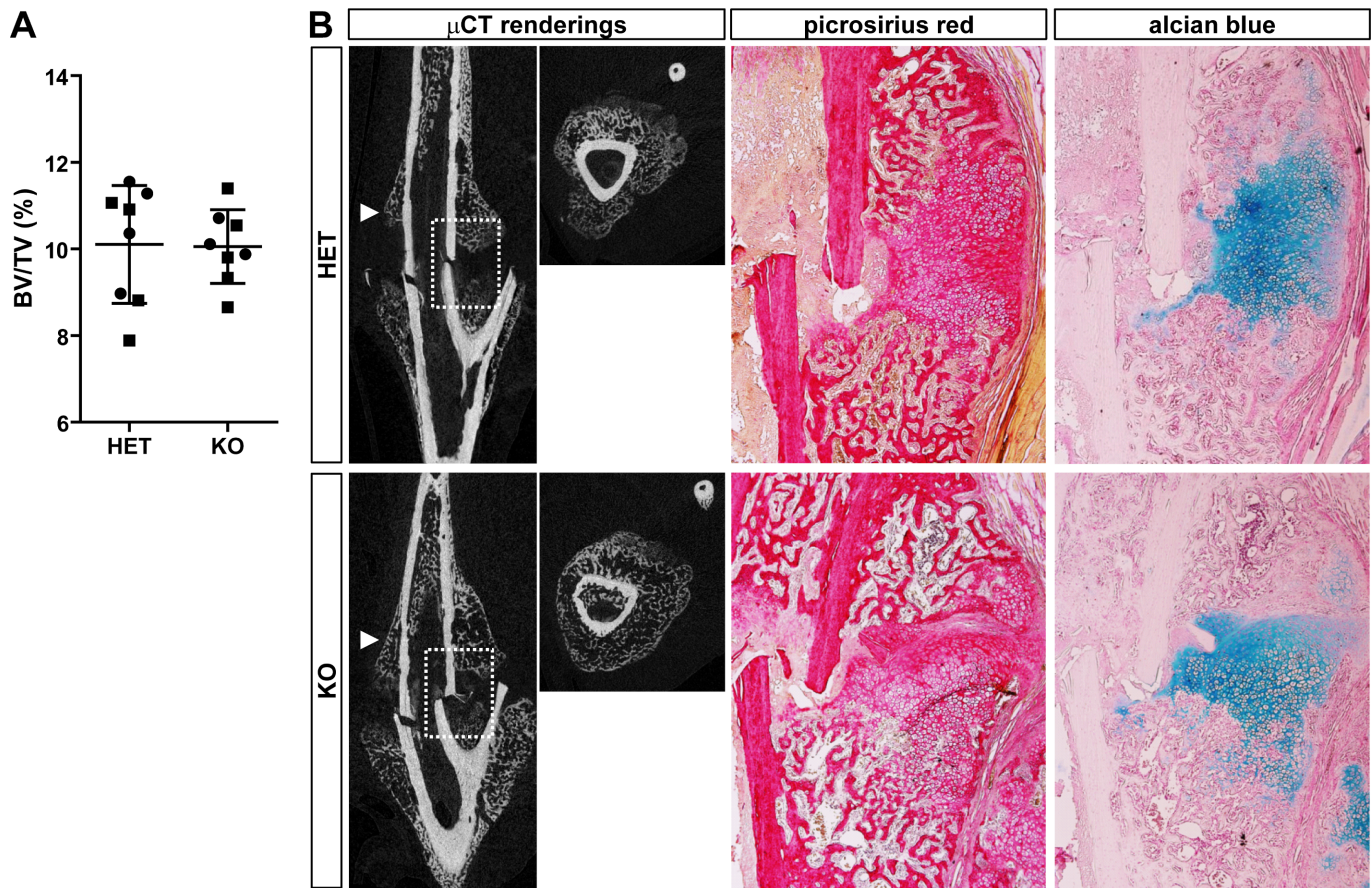 A
B
μCT renderings
picrosirius red
alcian blue
14
12
10
8
6
BV/TV (%)
HET
KO
HET
KO